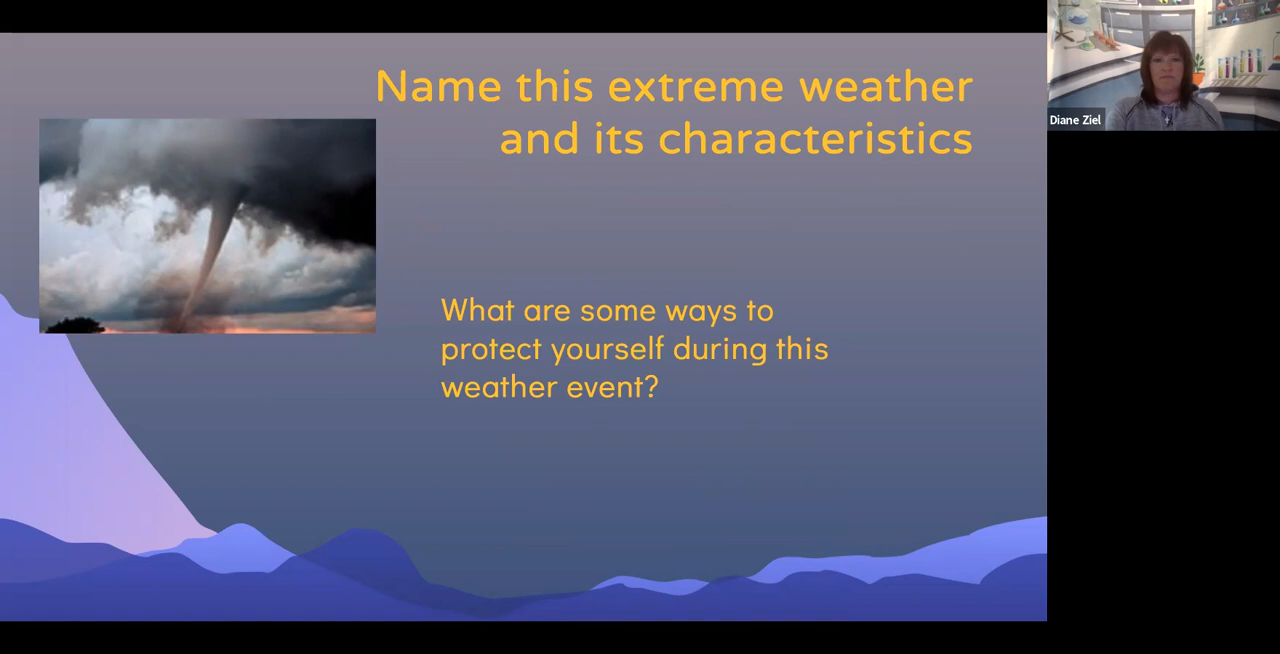 Name this extreme weather
and its characteristics
What are some ways to
protect yourself during this
weather event?
Diane Ziel